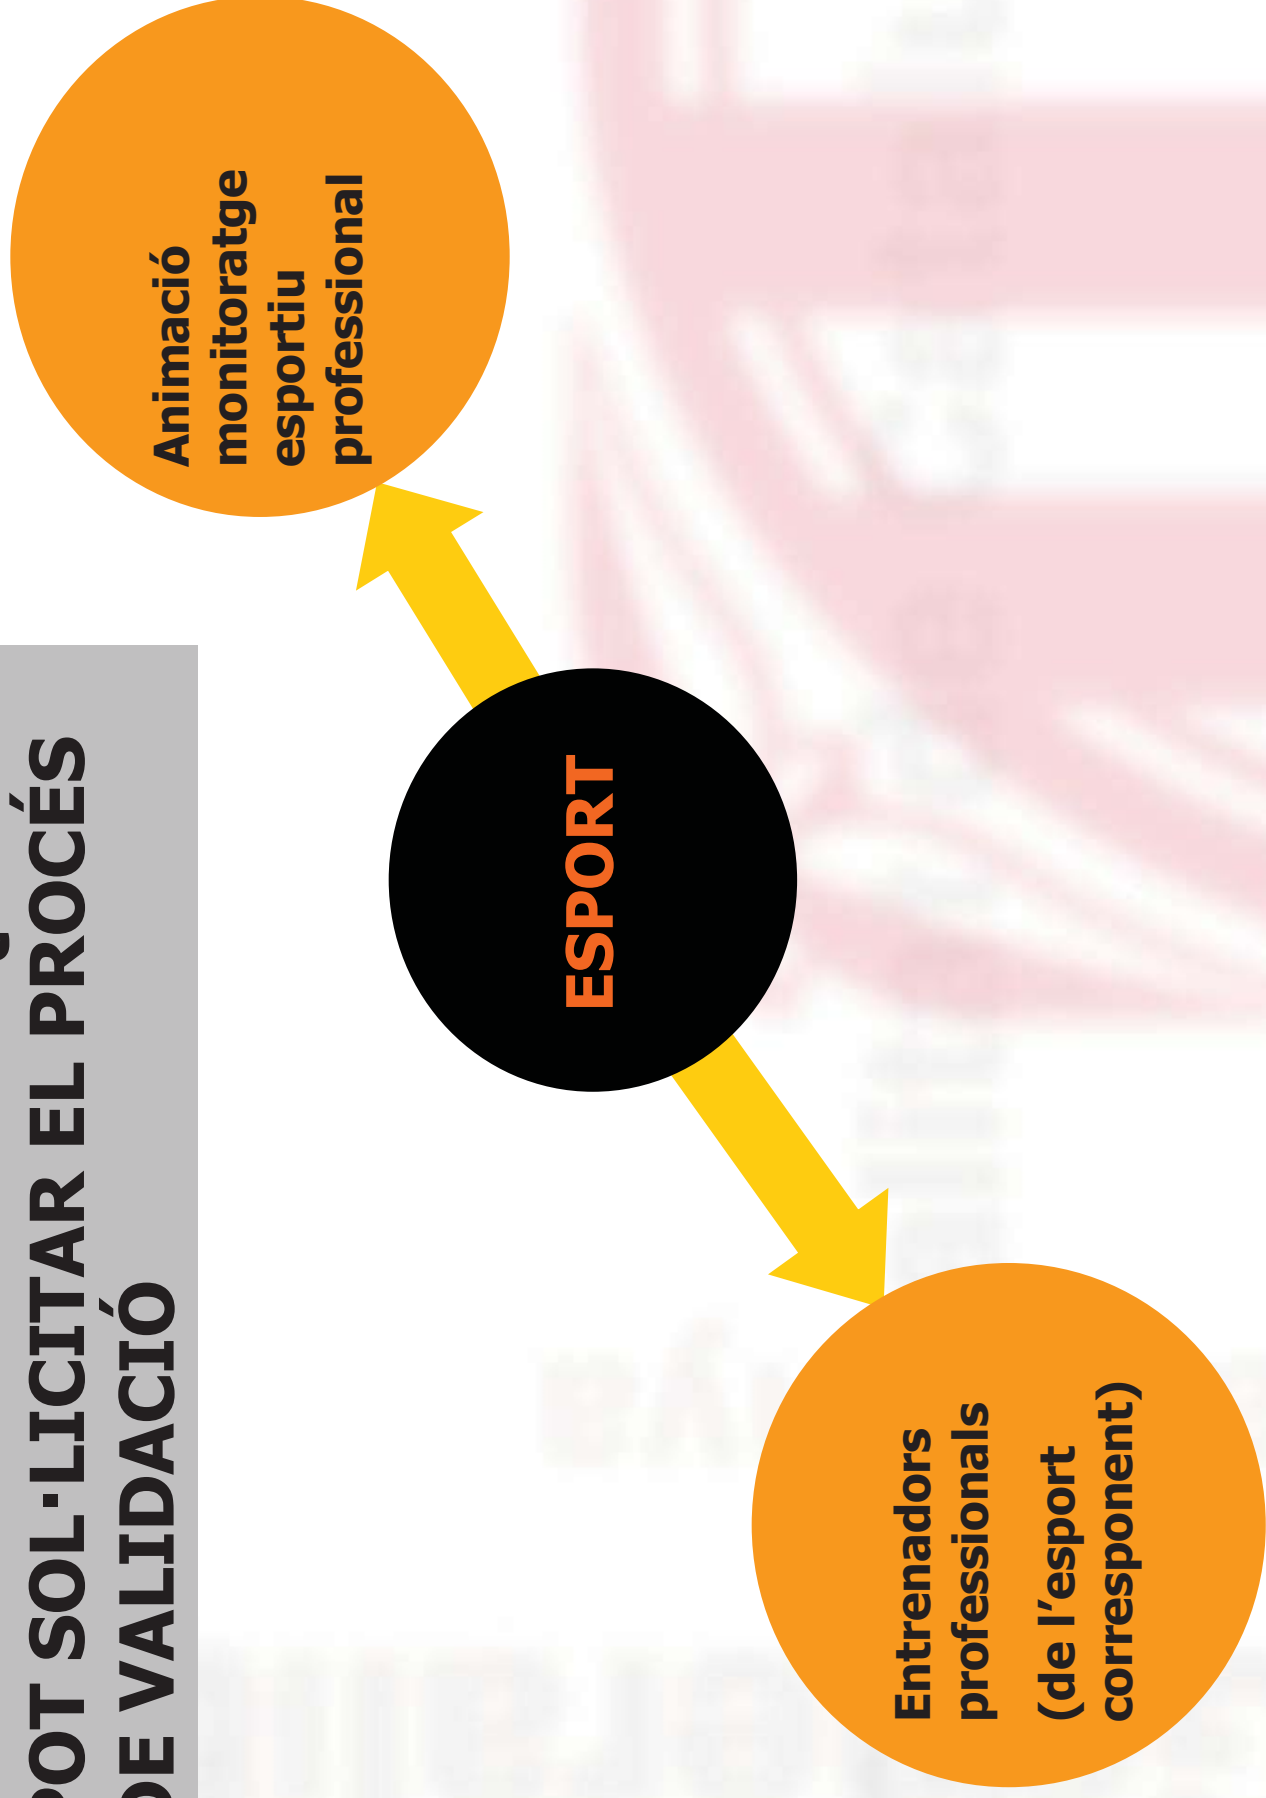 POT SOL·LICITAR EL PROCÉS
DE VALIDACIÓ
ESPORT
Entrenadors
professionals
(de l’esport
corresponent)
Animació
monitoratge
esportiu
professional